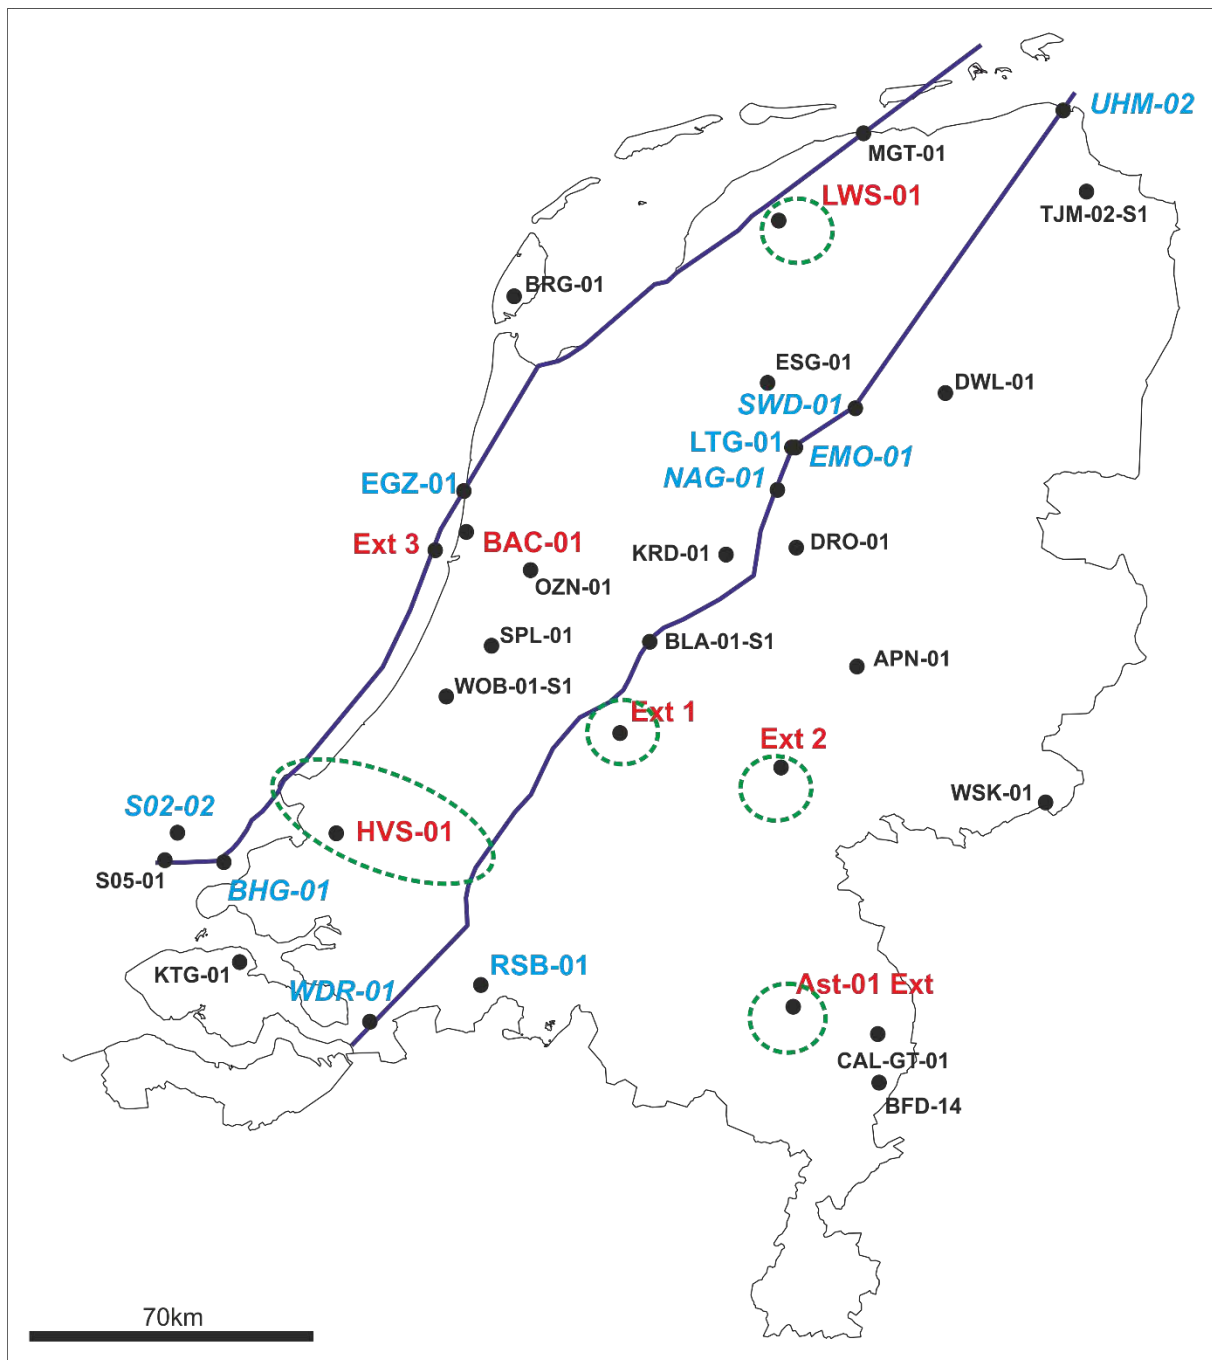 UHM-02
MGT-01
LWS-01
TJM-02-S1
BRG-01
ESG-01
DWL-01
SWD-01
LTG-01
EMO-01
EGZ-01
NAG-01
Ext 3
BAC-01
KRD-01
DRO-01
OZN-01
SPL-01
BLA-01-S1
APN-01
WOB-01-S1
Ext 1
Ext 2
WSK-01
S02-02
HVS-01
S05-01
BHG-01
KTG-01
WDR-01
RSB-01
Ast-01 Ext
CAL-GT-01
BFD-14
70km